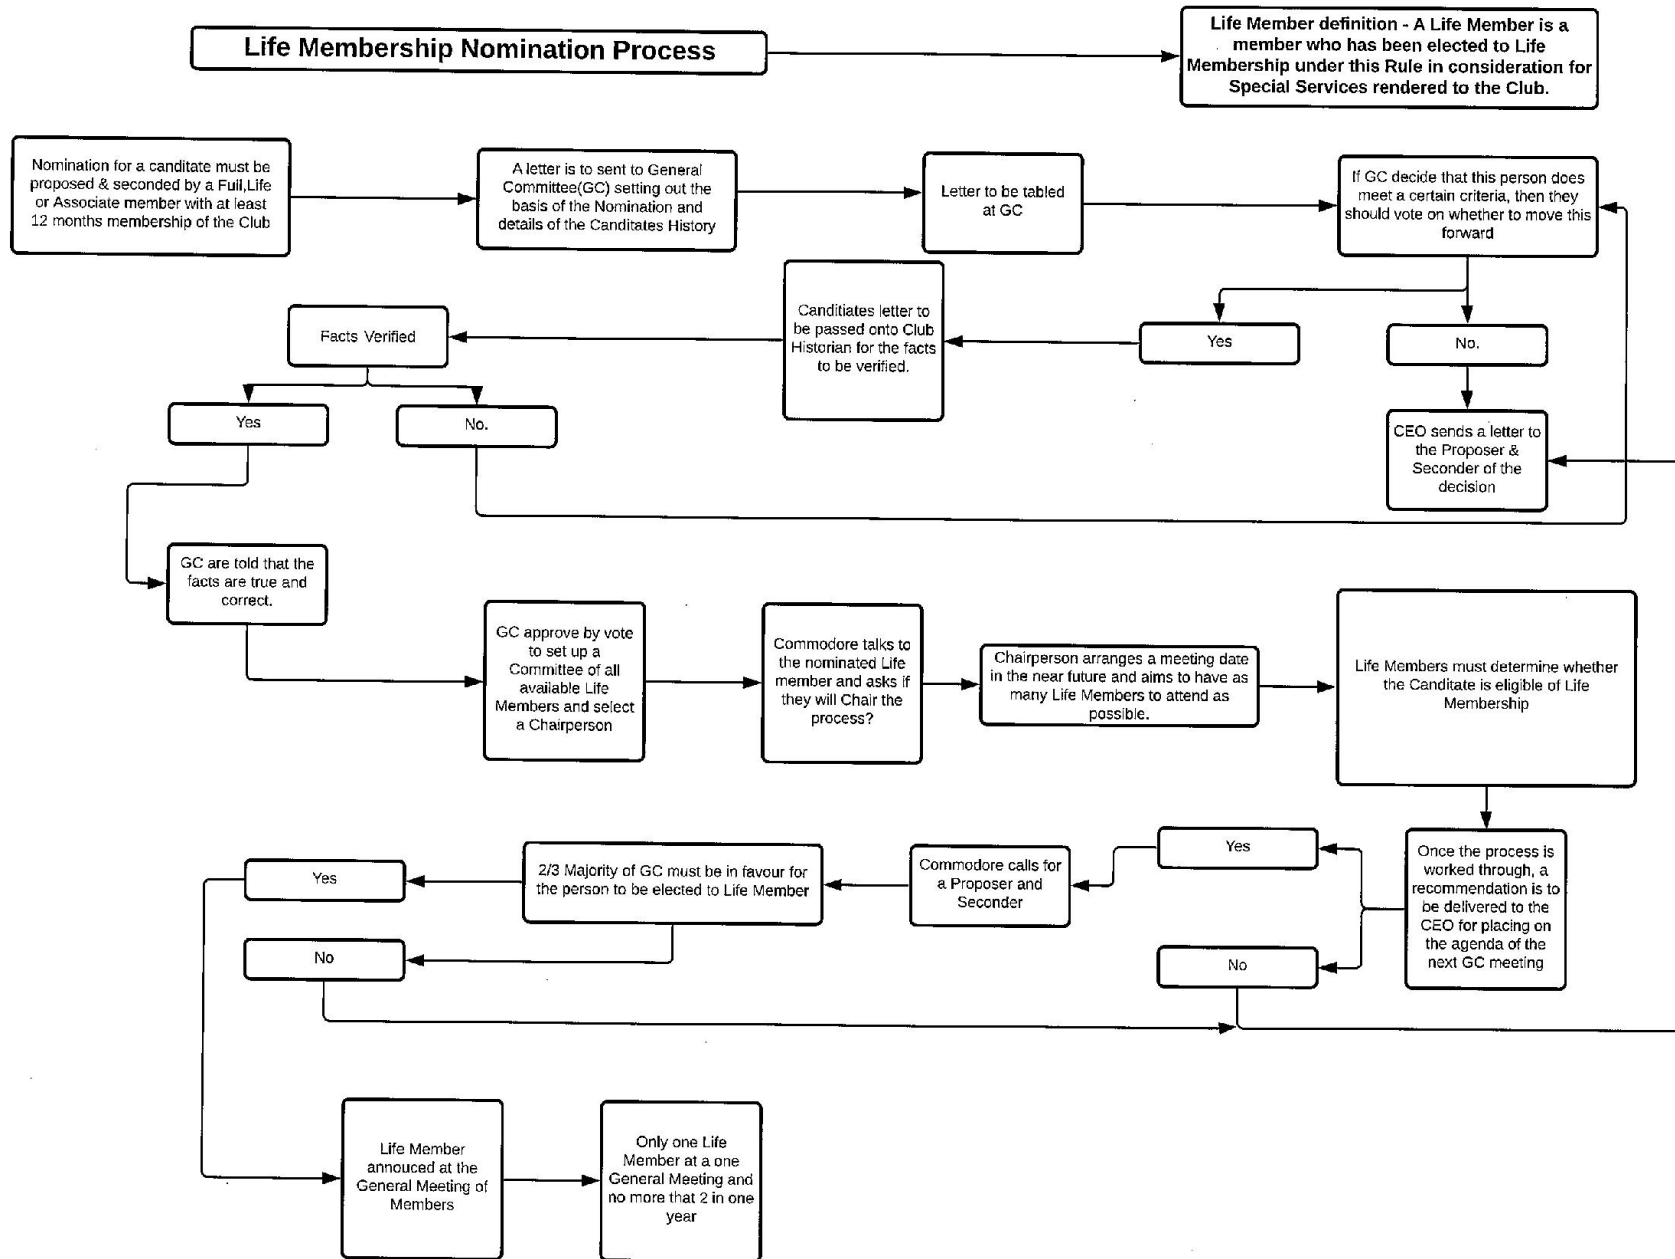 Life Membership Nomination Process
Life Member definition - A Life Member is a
member who has been elected to Life
Membership under this Rule in consideration for
Special Services rendered to the Club.
Nomination for a canditate must be
proposed & seconded by a Full,Life
or Associate member with at least
12 months membership of the Club
A letter is to sent to General
Committee(GC) setting out the
basis of the Nomination and
details of the Canditates History
Letter to be tabled
at GC
If GC decide that this person does
meet a certain criteria, then they
should vote on whether to move this
forward
Yes
No.
Canditiates letter to
be passed onto Club
Historian for the facts
to be verified.
Facts Verified
Yes
No.
CEO sends a letter to
the Proposer &
Seconder of the
decision
GC are told that the
facts are true and
correct.
GC approve by vote
to set up a
Committee of all
available Life
Members and select
a Chairperson
Commodore talks to
the nominated Life
member and asks if
they will Chair the
process?
Chairperson arranges a meeting date
in the near future and aims to have as
many Life Members to attend as
possible.
Life Members must determine whether
the Canditate is eligible of Life
Membership
Once the process is
worked through, a
recommendation is to
be delivered to the
CEO for placing on
the agenda of the
next GC meeting
Yes
No
Commodore calls for
a Proposer and
Seconder
2/3 Majority of GC must be in favour for
the person to be elected to Life Member
Yes
No
Life Member
annouced at the
General Meeting of
Members
Only one Life
Member at a one
General Meeting and
no more that 2 in one
year